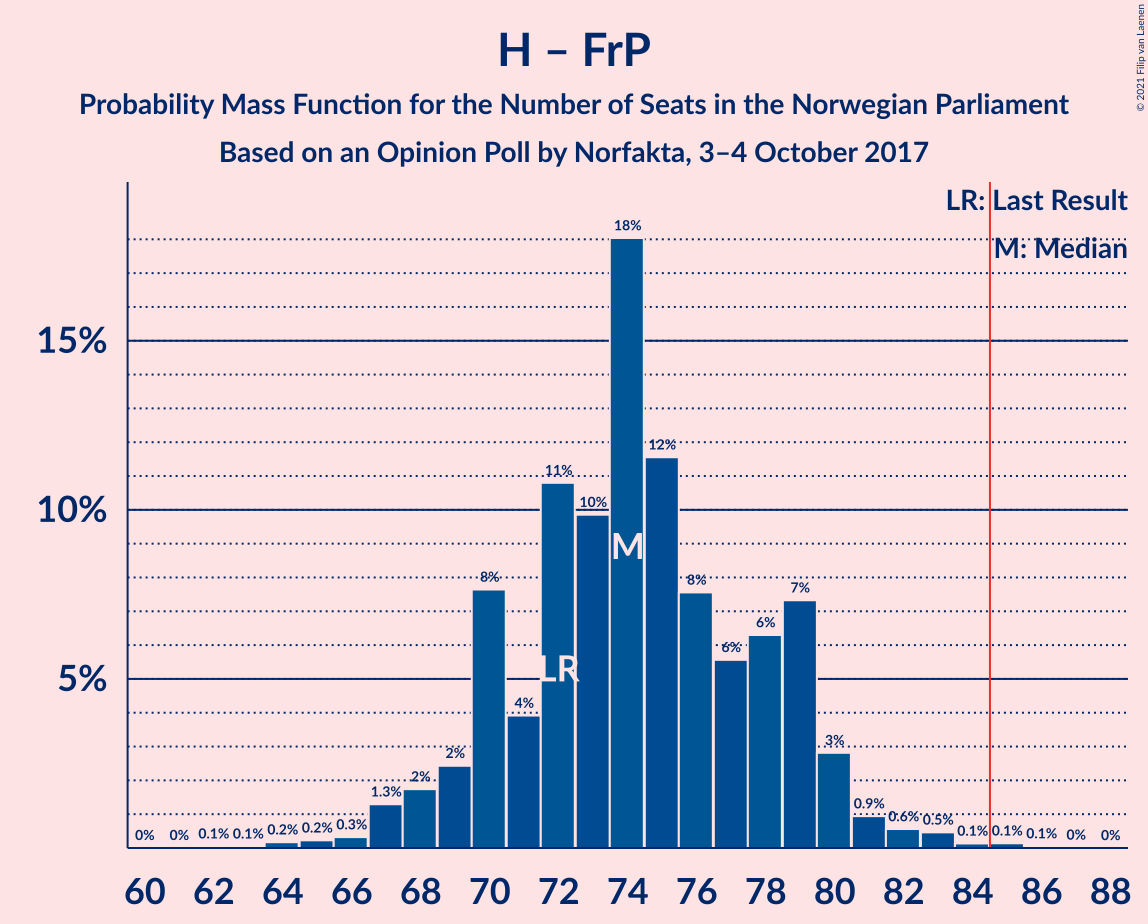 H – FrP
Probability Mass Function for the Number of Seats in the Norwegian Parliament
Based on an Opinion Poll by Norfakta, 3–4 October 2017
© 2021 Filip van Laenen
LR: Last Result
M: Median
15%
10%
5%
0% 0% 0.1% 0.1% 0.2% 0.2% 0.3% 1.3% 2% 2% 8% 4% 11% 10% 18% 12% 8% 6% 6% 7% 3% 0.9% 0.6% 0.5% 0.1% 0.1% 0.1% 0% 0%
M
LR
60 62 64 66 68 70 72 74 76 78 80 82 84 86 88